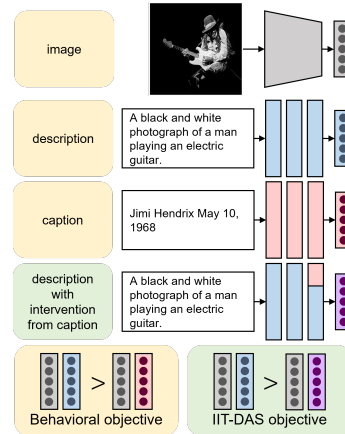 image
description
A black and white
photograph of a man
playing an electric
guitar.
caption
Jimi Hendrix May 10,
1968
description
with
intervention
from caption
A black and white
photograph of a man
playing an electric
guitar.
>
Behavioral objective
>
IIT-DAS objective